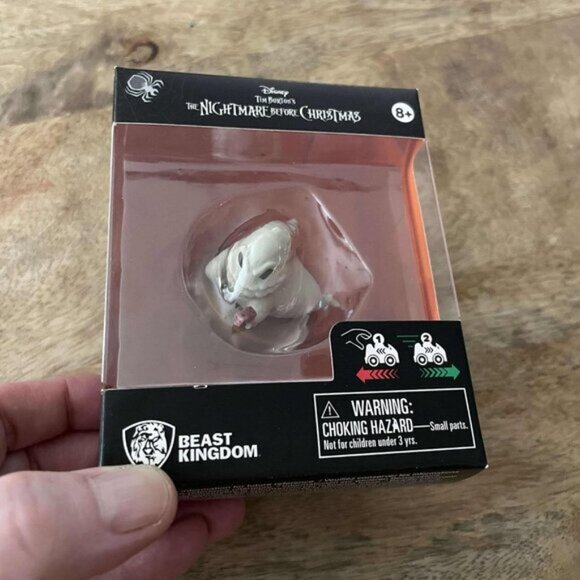 Disney
TIM BURTON'S
THE NIGHTMARE BEFORE CHRISTMAS
8+
1
2
WARNING:
CHOKING HAZARD—Small parts.
Not for children under 3 yrs.
BEAST
KINGDOM